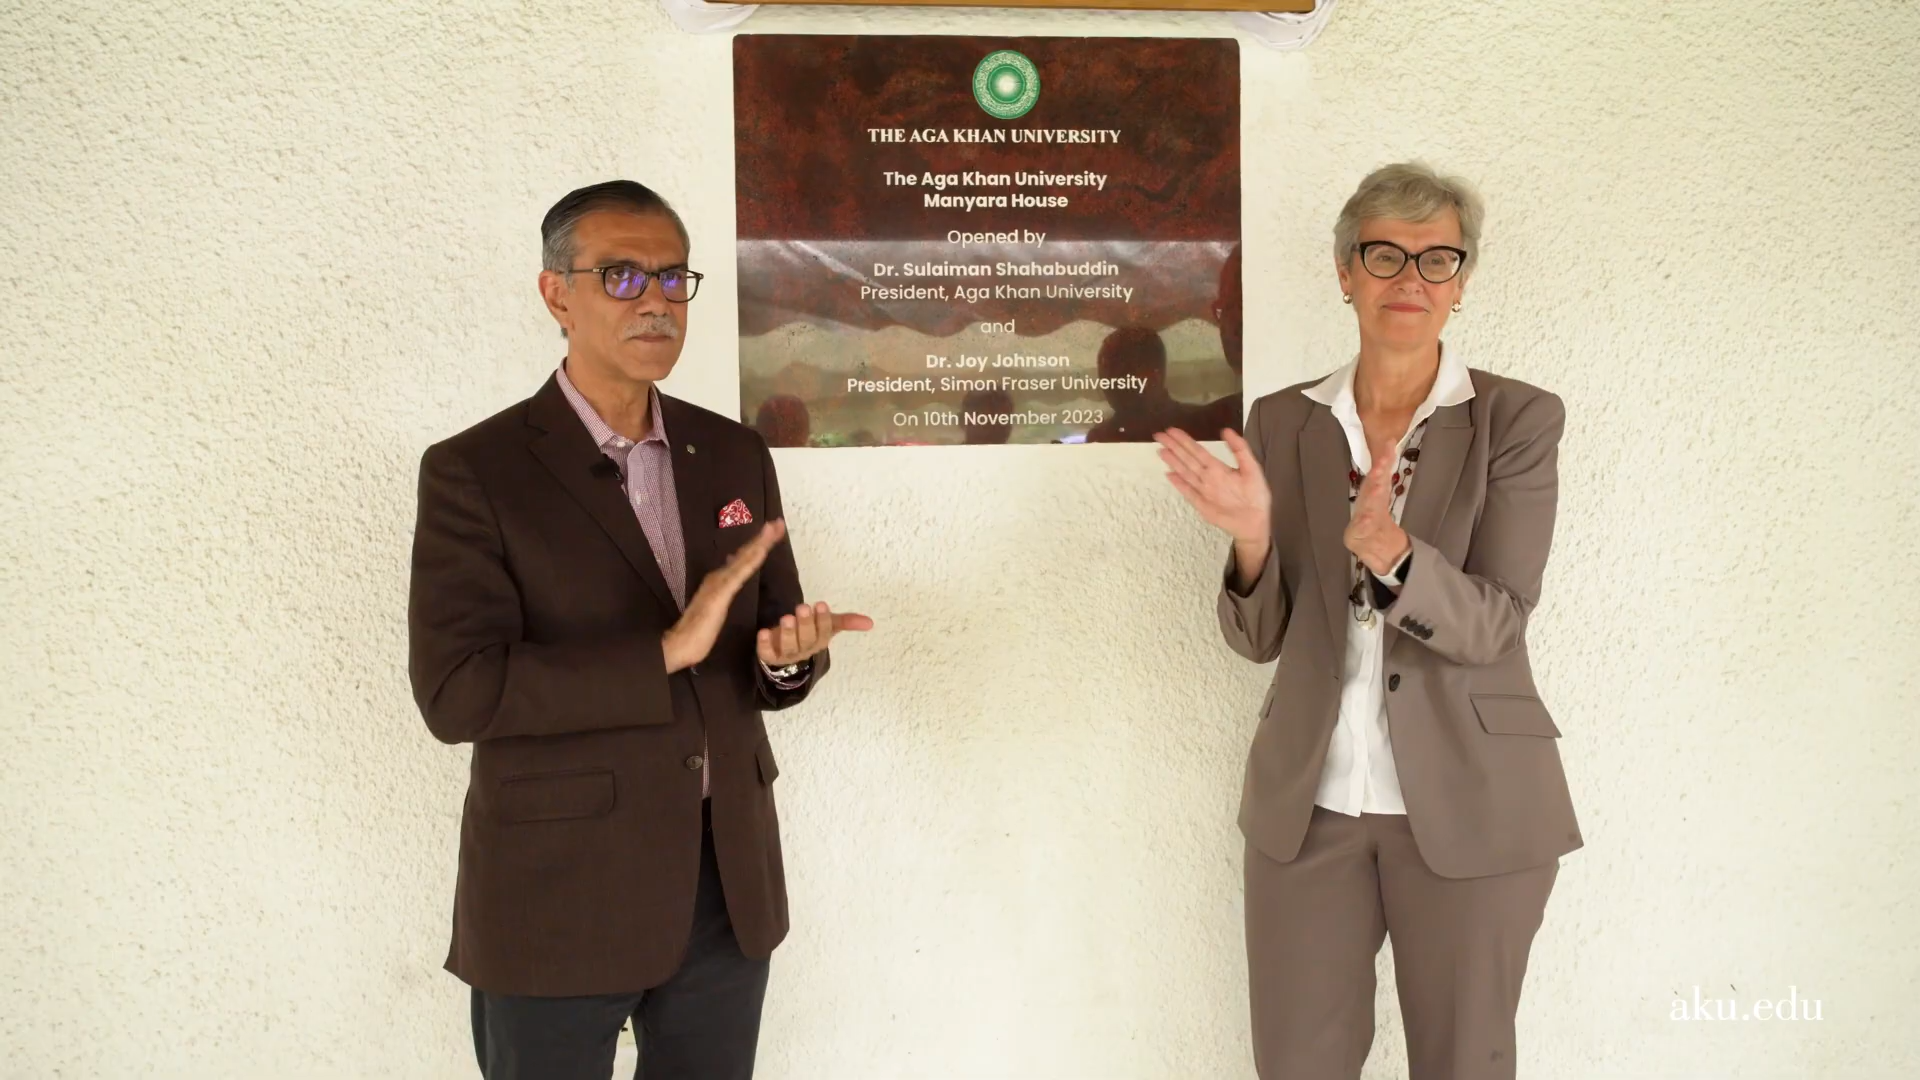 THE AGA KHAN UNIVERSITY
The Aga Khan University
Manyara House
Opened by
Dr. Sulaiman Shahabuddin
President, Aga Khan University
and
Dr. Joy Johnson
President, Simon Fraser University
On 10th November 2023
aku.edu